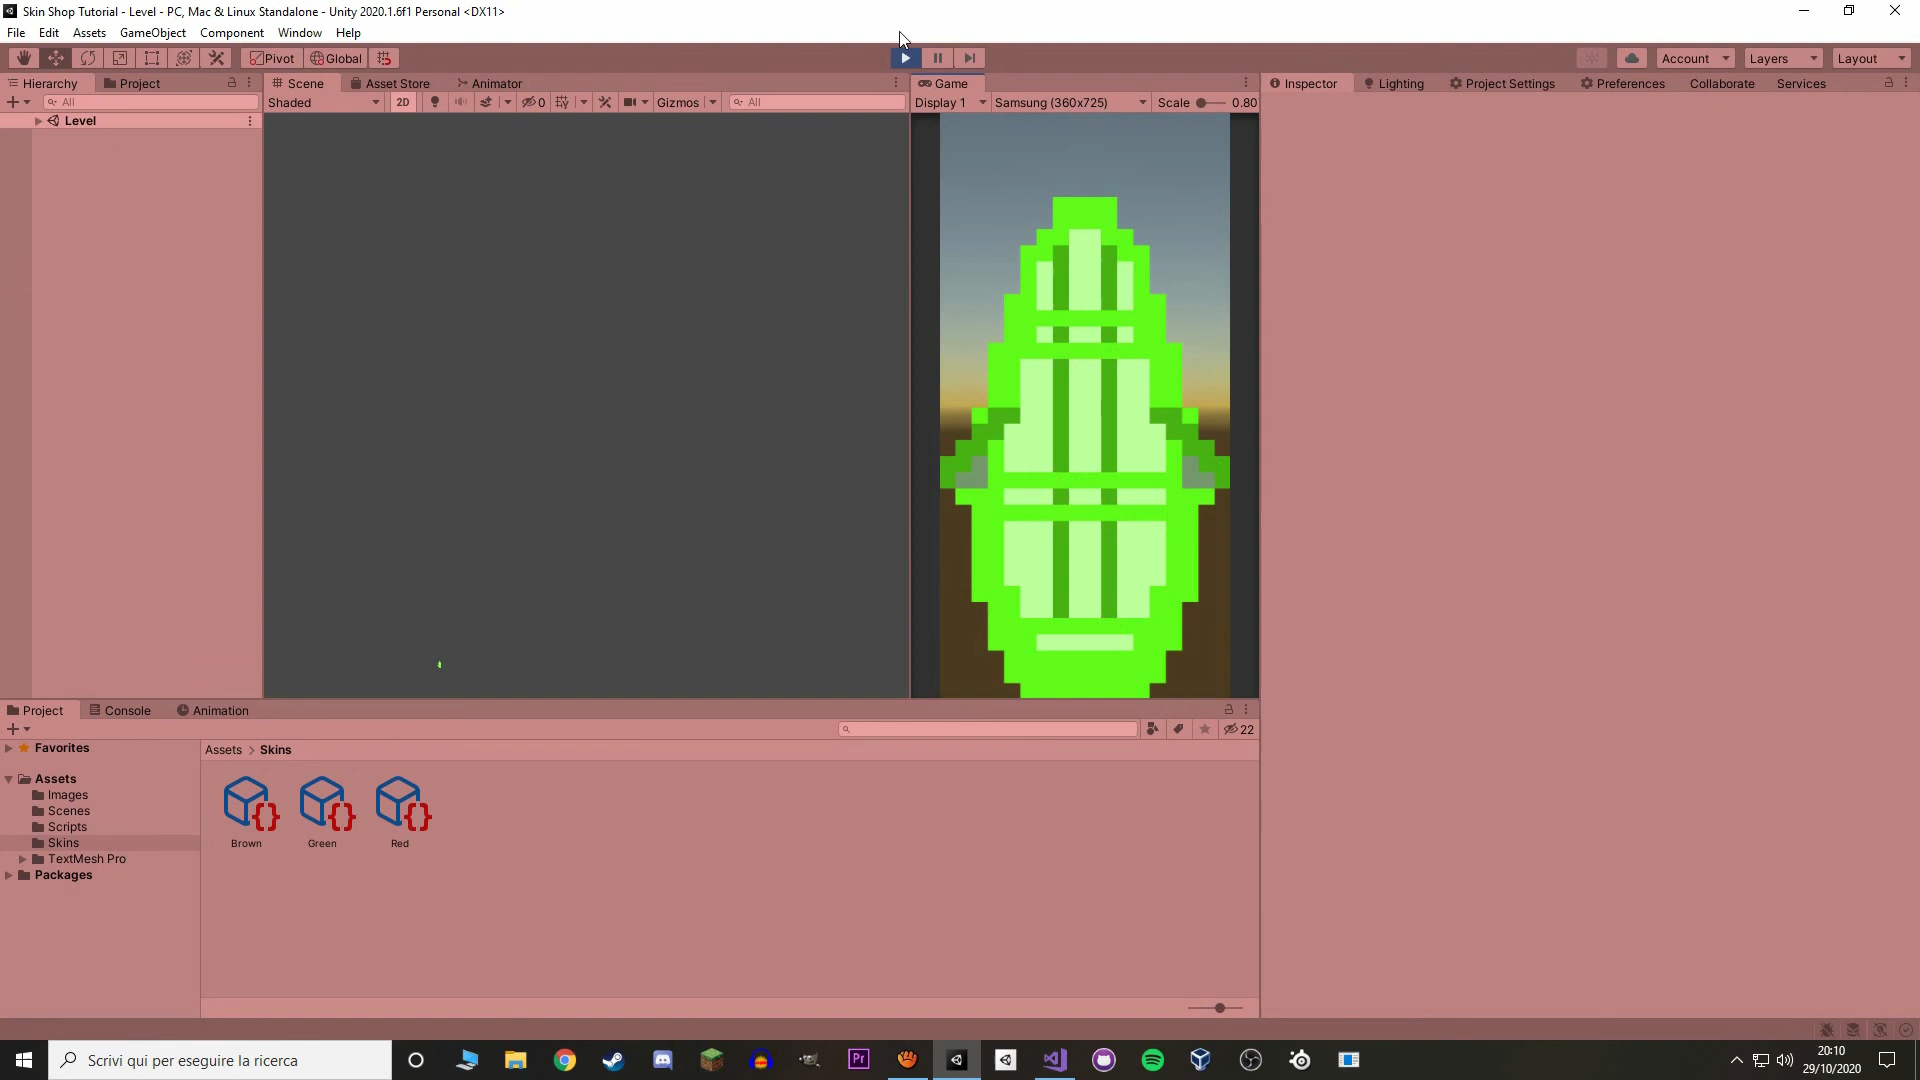 Skin Shop Tutorial - Level - PC, Mac & Linux Standalone - Unity 2020.1.6f1 Personal <DX11>
File Edit Assets GameObject Component Window Help
Pivot Global Account Layers Layout
Hierarchy Project Scene Asset Store Animator Game Inspector Lighting Project Settings Preferences Collaborate Services
All Shaded 2D 0 Gizmos All Display 1 Samsung (360x725) Scale 0.80
Level
Project Console Animation
22
Favorites
Assets > Skins
Assets
Images
Scenes
Scripts
Skins
TextMesh Pro
Packages
Brown Green Red
Scrivi qui per eseguire la ricerca
Pr
20:10
29/10/2020